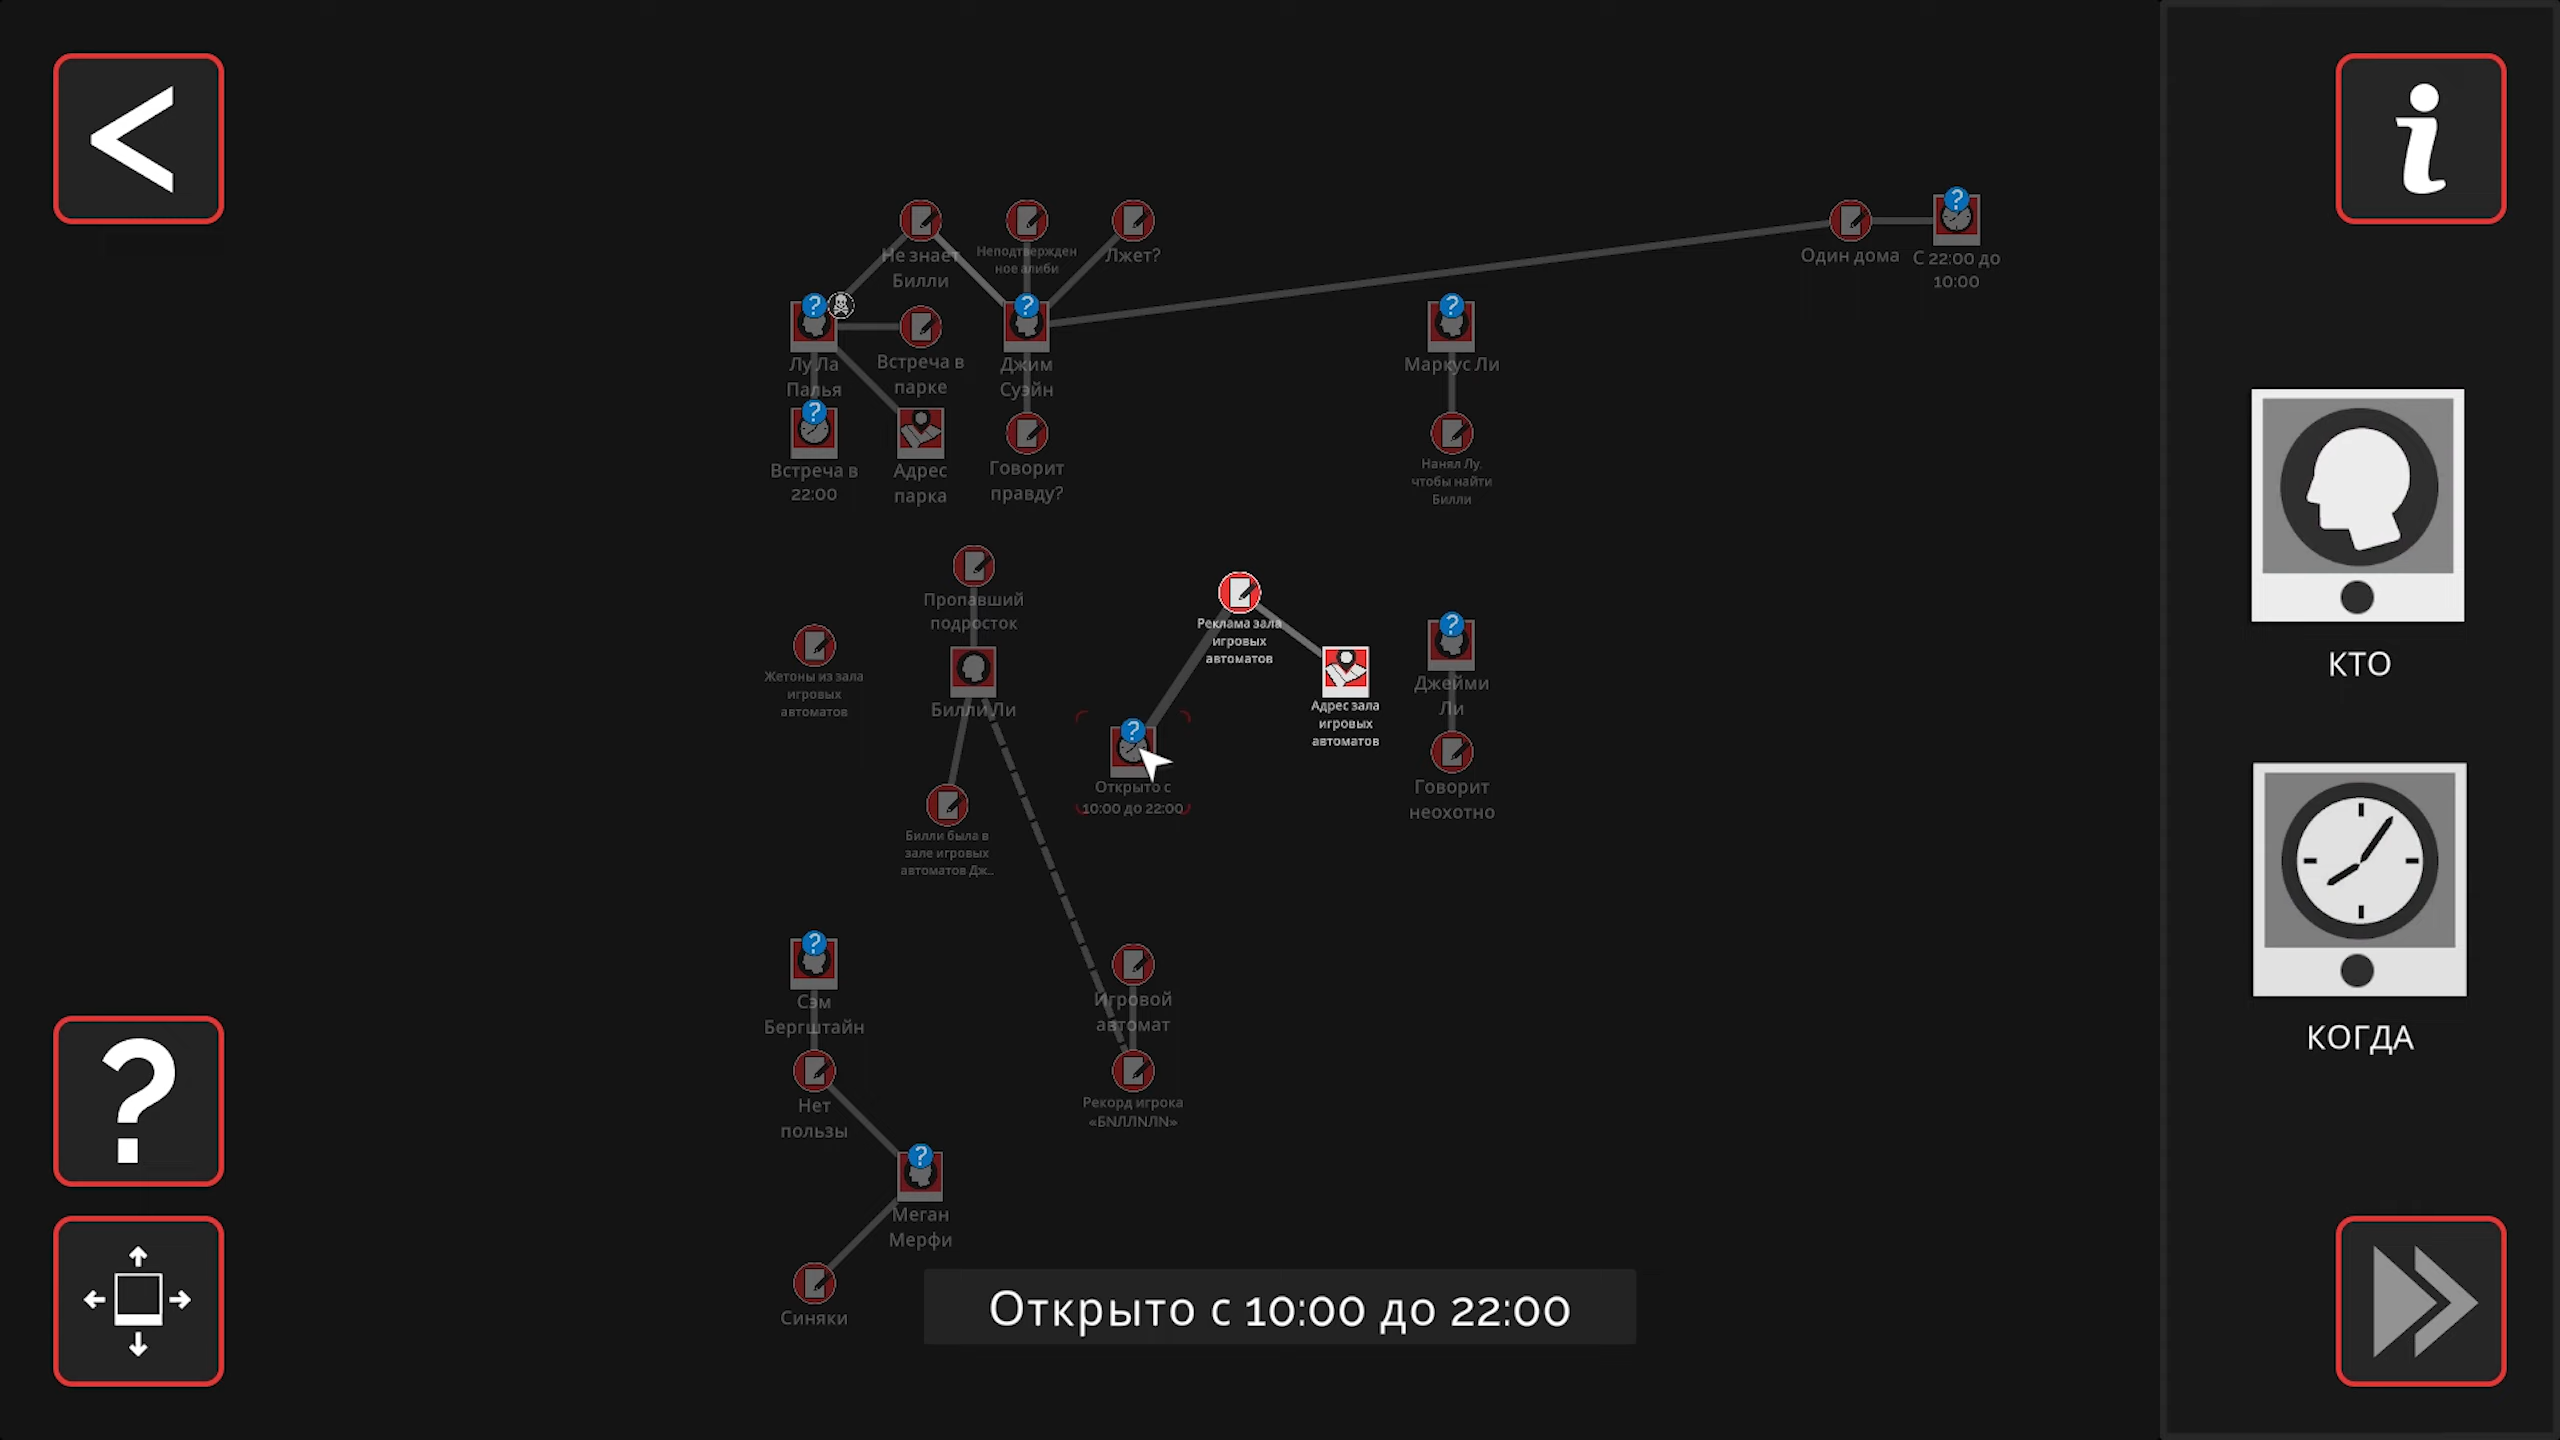 Не знает
Билли
Неподтвержден
ное алиби
Лжет?
Один дома
С 22:00 до
10:00
Лу Ла
Палья
Встреча в
парке
Джим
Суэйн
Маркус Ли
Встреча в
22:00
Адрес
парка
Говорит
правду?
Нанял Лу,
чтобы найти
Билли
Пропавший
подросток
Реклама зала
игровых
автоматов
Жетоны из зала
игровых
автоматов
Билли Ли
Адрес зала
игровых
автоматов
Джейми
Ли
Открыто с
10:00 до 22:00
Говорит
неохотно
Билли была в
зале игровых
автоматов Дж..
Сэм
Бергштайн
Игровой
автомат
Нет
пользы
Рекорд игрока
«БNЛЛNЛN»
Меган
Мерфи
Синяки
Открыто с 10:00 до 22:00
КТО
КОГДА